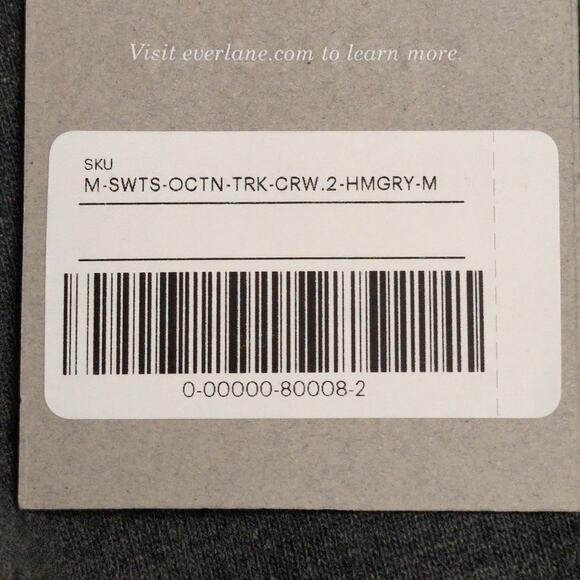 Visit everlane.com to learn more.
SKU
M-SWTS-OCTN-TRK-CRW.2-HMGRY-M
0-00000-80008-2